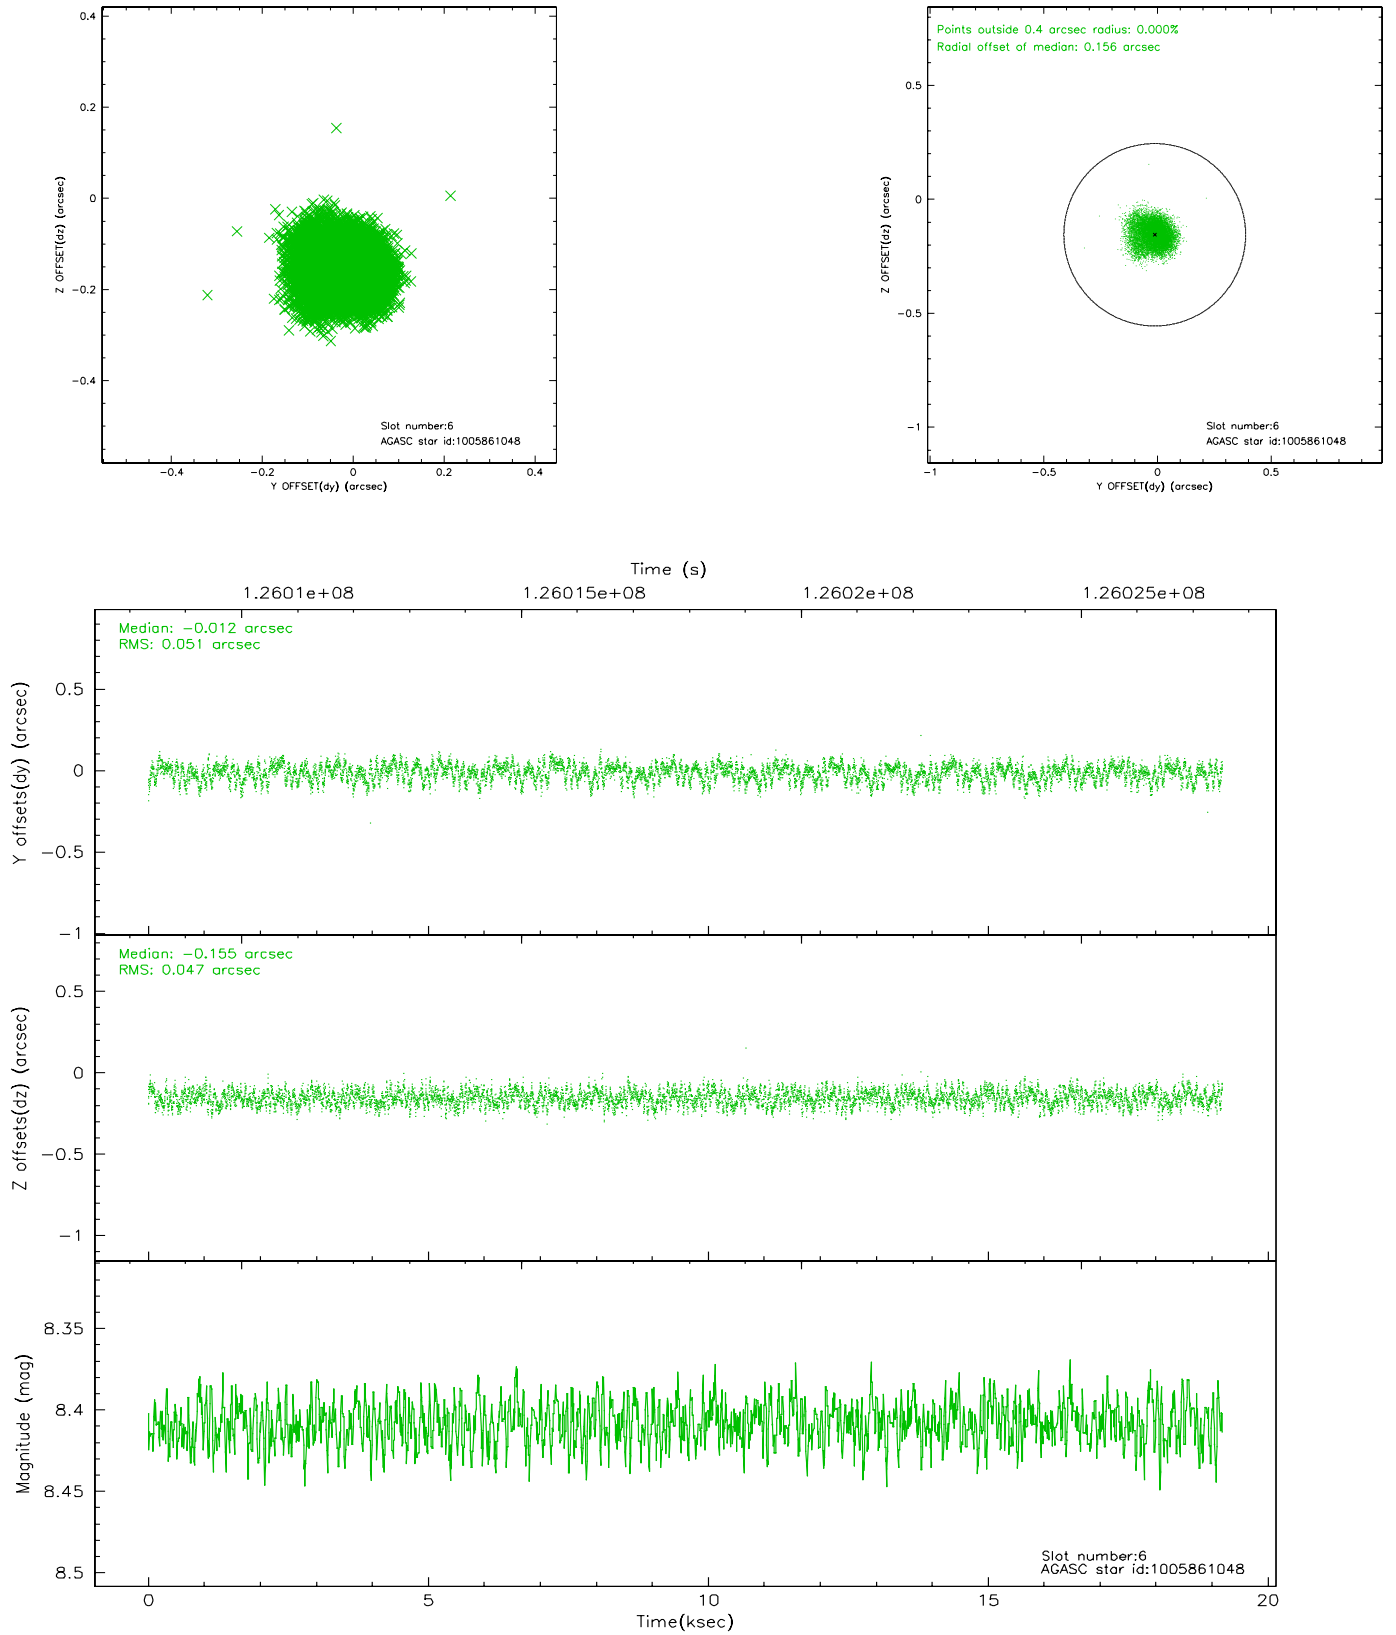 0.4
0.2
0
−0.2
−0.4
Z OFFSET(dz) (arcsec)
Slot number:6
AGASC star id:1005861048
−0.4 −0.2 0 0.2 0.4
Y OFFSET(dy) (arcsec)
Points outside 0.4 arcsec radius: 0.000%
Radial offset of median: 0.156 arcsec
0.5
0
−0.5
−1
Z OFFSET(dz) (arcsec)
Slot number:6
AGASC star id:1005861048
−1 −0.5 0 0.5
Y OFFSET(dy) (arcsec)
Time (s)
1.2601e+08 1.26015e+08 1.2602e+08 1.26025e+08
Median: −0.012 arcsec
RMS: 0.051 arcsec
0.5
0
−0.5
−1
Y offsets(dy) (arcsec)
Median: −0.155 arcsec
RMS: 0.047 arcsec
0.5
0
−0.5
−1
Z offsets(dz) (arcsec)
8.35
8.4
8.45
8.5
Magnitude (mag)
Slot number:6
AGASC star id:1005861048
0 5 10 15 20
Time(ksec)